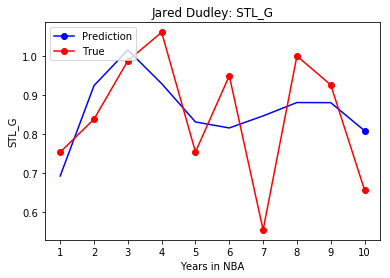 Jared Dudley: STL_G
Prediction
True
1.0
0.9
0.8
0.7
0.6
STL_G
1 2 3 4 5 6 7 8 9 10
Years in NBA